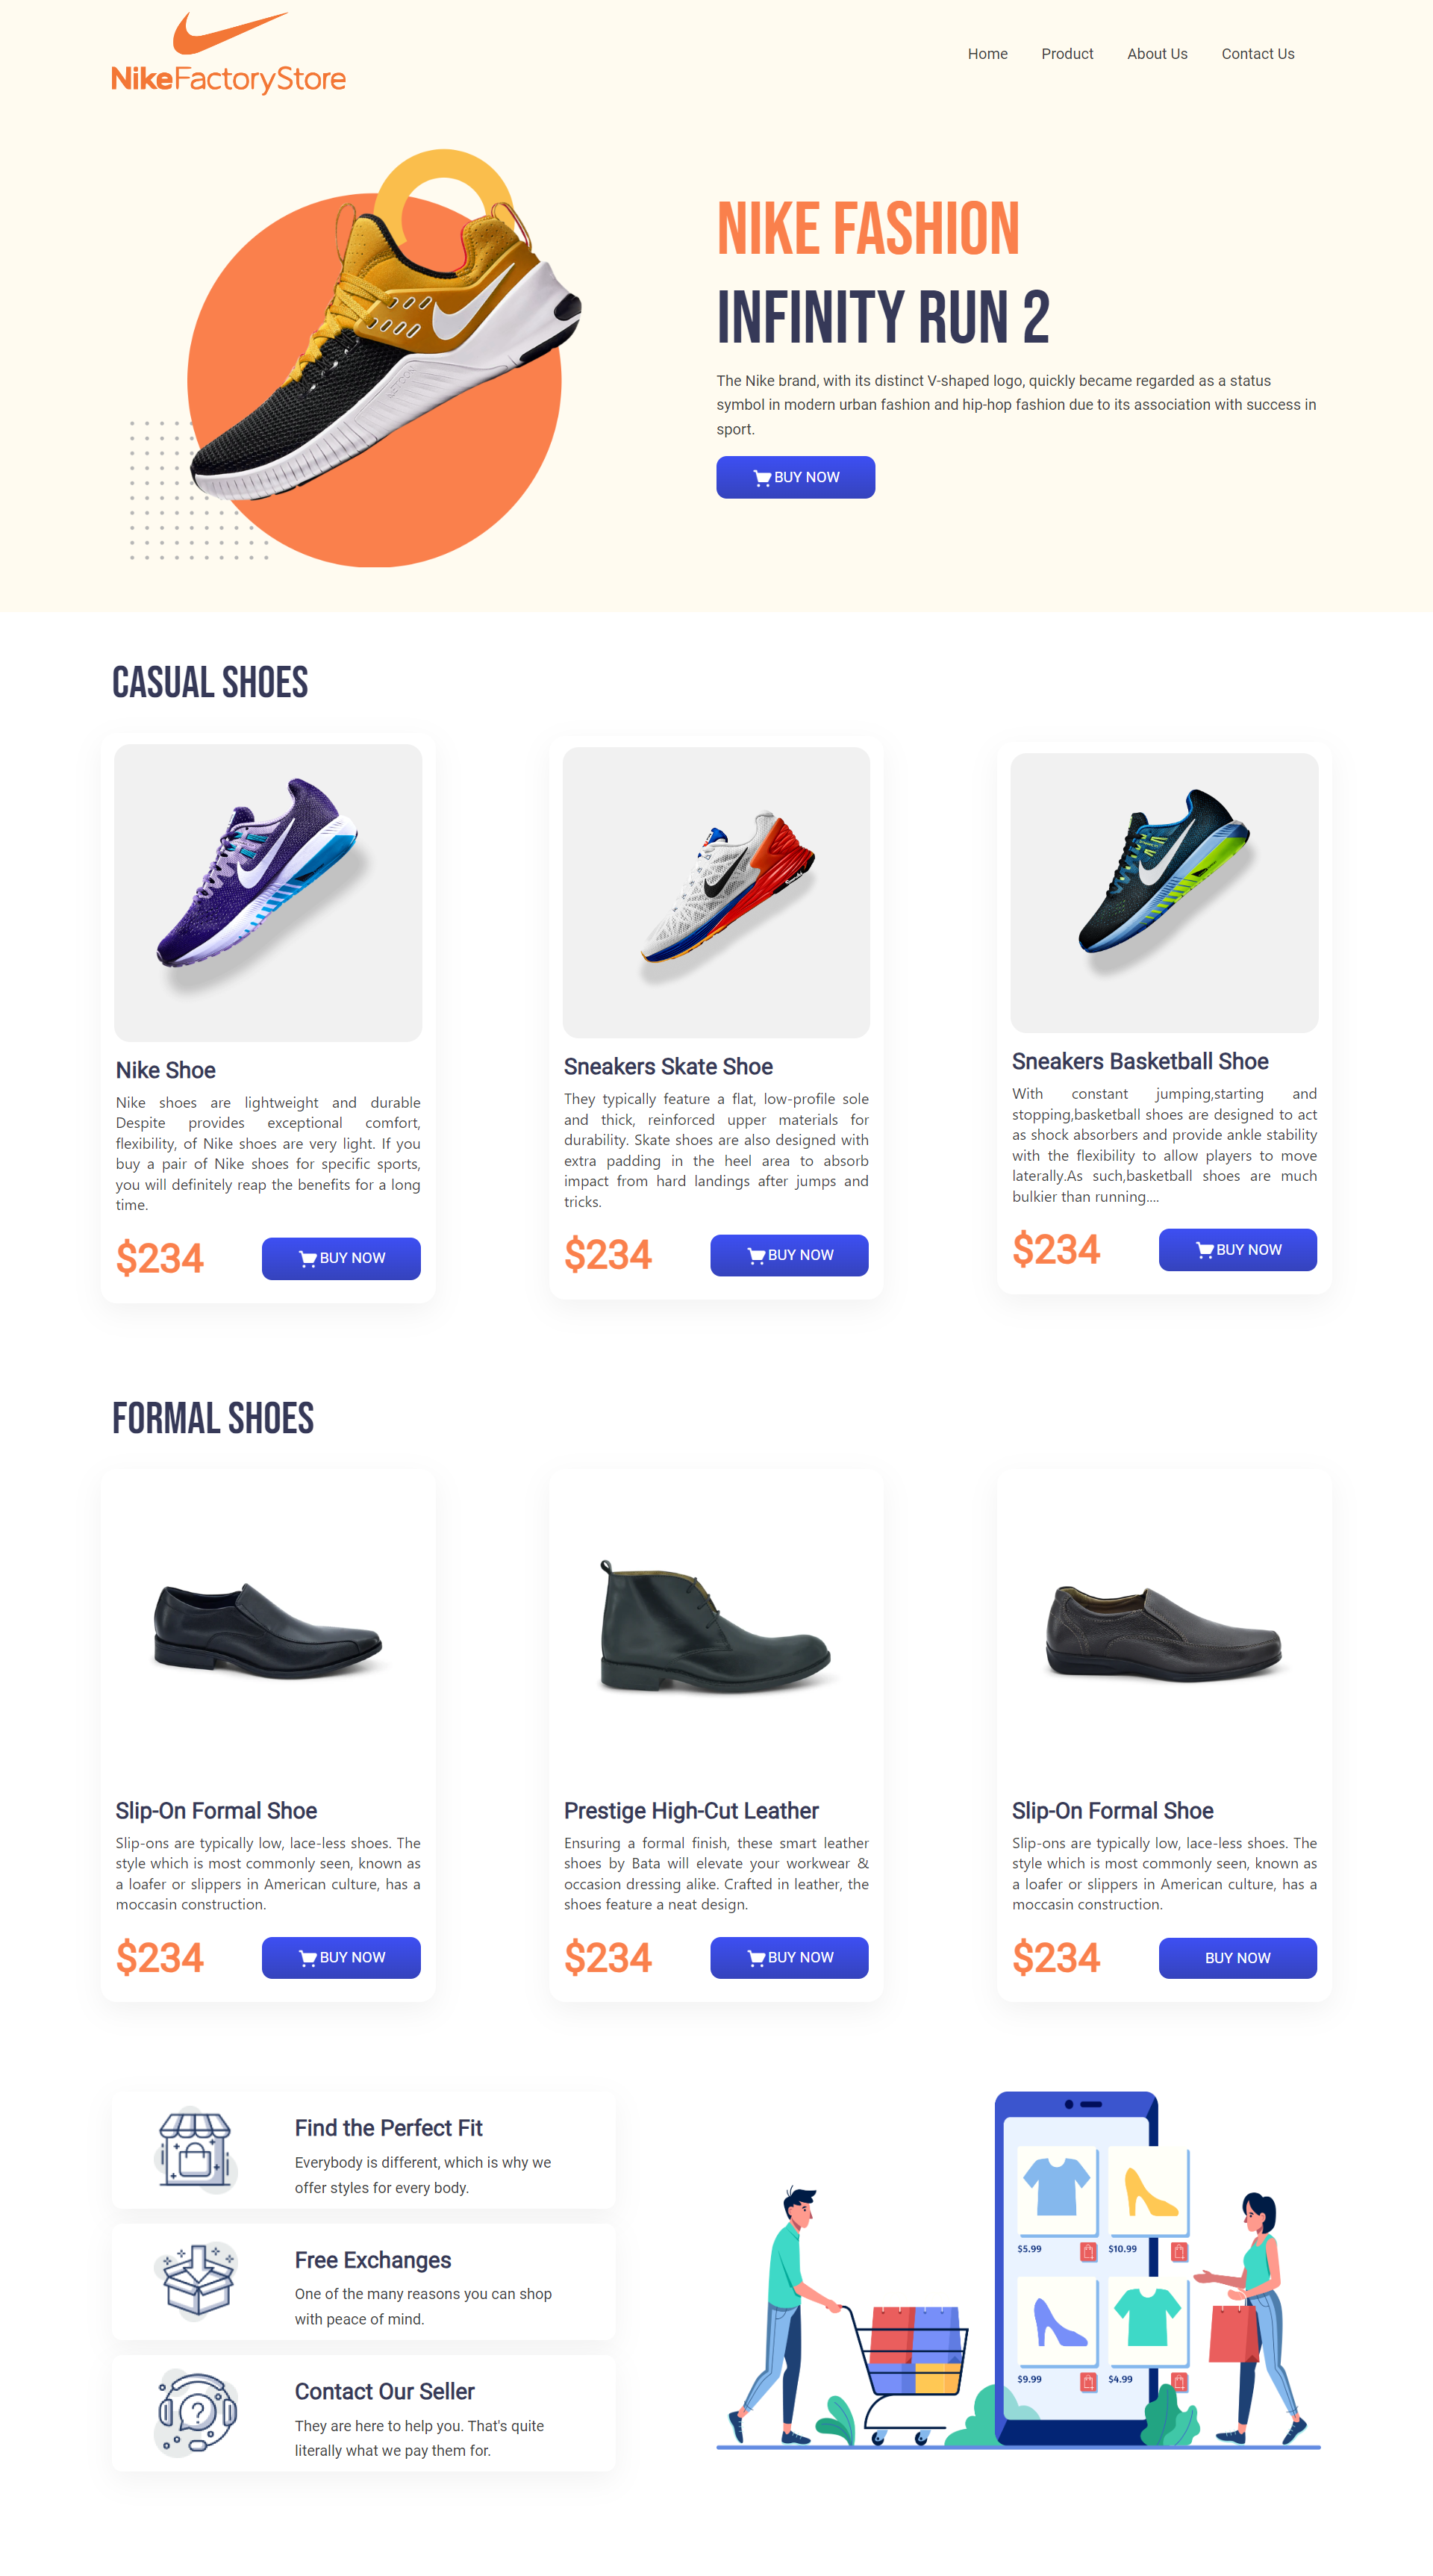 NikeFactoryStore
Home Product About Us Contact Us
NIKE FASHION
INFINITY RUN 2
The Nike brand, with its distinct V-shaped logo, quickly became regarded as a status
symbol in modern urban fashion and hip-hop fashion due to its association with success in
sport.
BUY NOW
CASUAL SHOES
Nike Shoe
Nike shoes are lightweight and durable
Despite provides exceptional comfort,
flexibility, of Nike shoes are very light. If you
buy a pair of Nike shoes for specific sports,
you will definitely reap the benefits for a long
time.
$234 BUY NOW
Sneakers Skate Shoe
They typically feature a flat, low-profile sole
and thick, reinforced upper materials for
durability. Skate shoes are also designed with
extra padding in the heel area to absorb
impact from hard landings after jumps and
tricks.
$234 BUY NOW
Sneakers Basketball Shoe
With constant jumping,starting and
stopping,basketball shoes are designed to act
as shock absorbers and provide ankle stability
with the flexibility to allow players to move
laterally.As such,basketball shoes are much
bulkier than running....
$234 BUY NOW
FORMAL SHOES
Slip-On Formal Shoe
Slip-ons are typically low, lace-less shoes. The
style which is most commonly seen, known as
a loafer or slippers in American culture, has a
moccasin construction.
$234 BUY NOW
Prestige High-Cut Leather
Ensuring a formal finish, these smart leather
shoes by Bata will elevate your workwear &
occasion dressing alike. Crafted in leather, the
shoes feature a neat design.
$234 BUY NOW
Slip-On Formal Shoe
Slip-ons are typically low, lace-less shoes. The
style which is most commonly seen, known as
a loafer or slippers in American culture, has a
moccasin construction.
$234 BUY NOW
Find the Perfect Fit
Everybody is different, which is why we
offer styles for every body.
Free Exchanges
One of the many reasons you can shop
with peace of mind.
Contact Our Seller
They are here to help you. That's quite
literally what we pay them for.
$5.99 $10.99
$9.99 $4.99